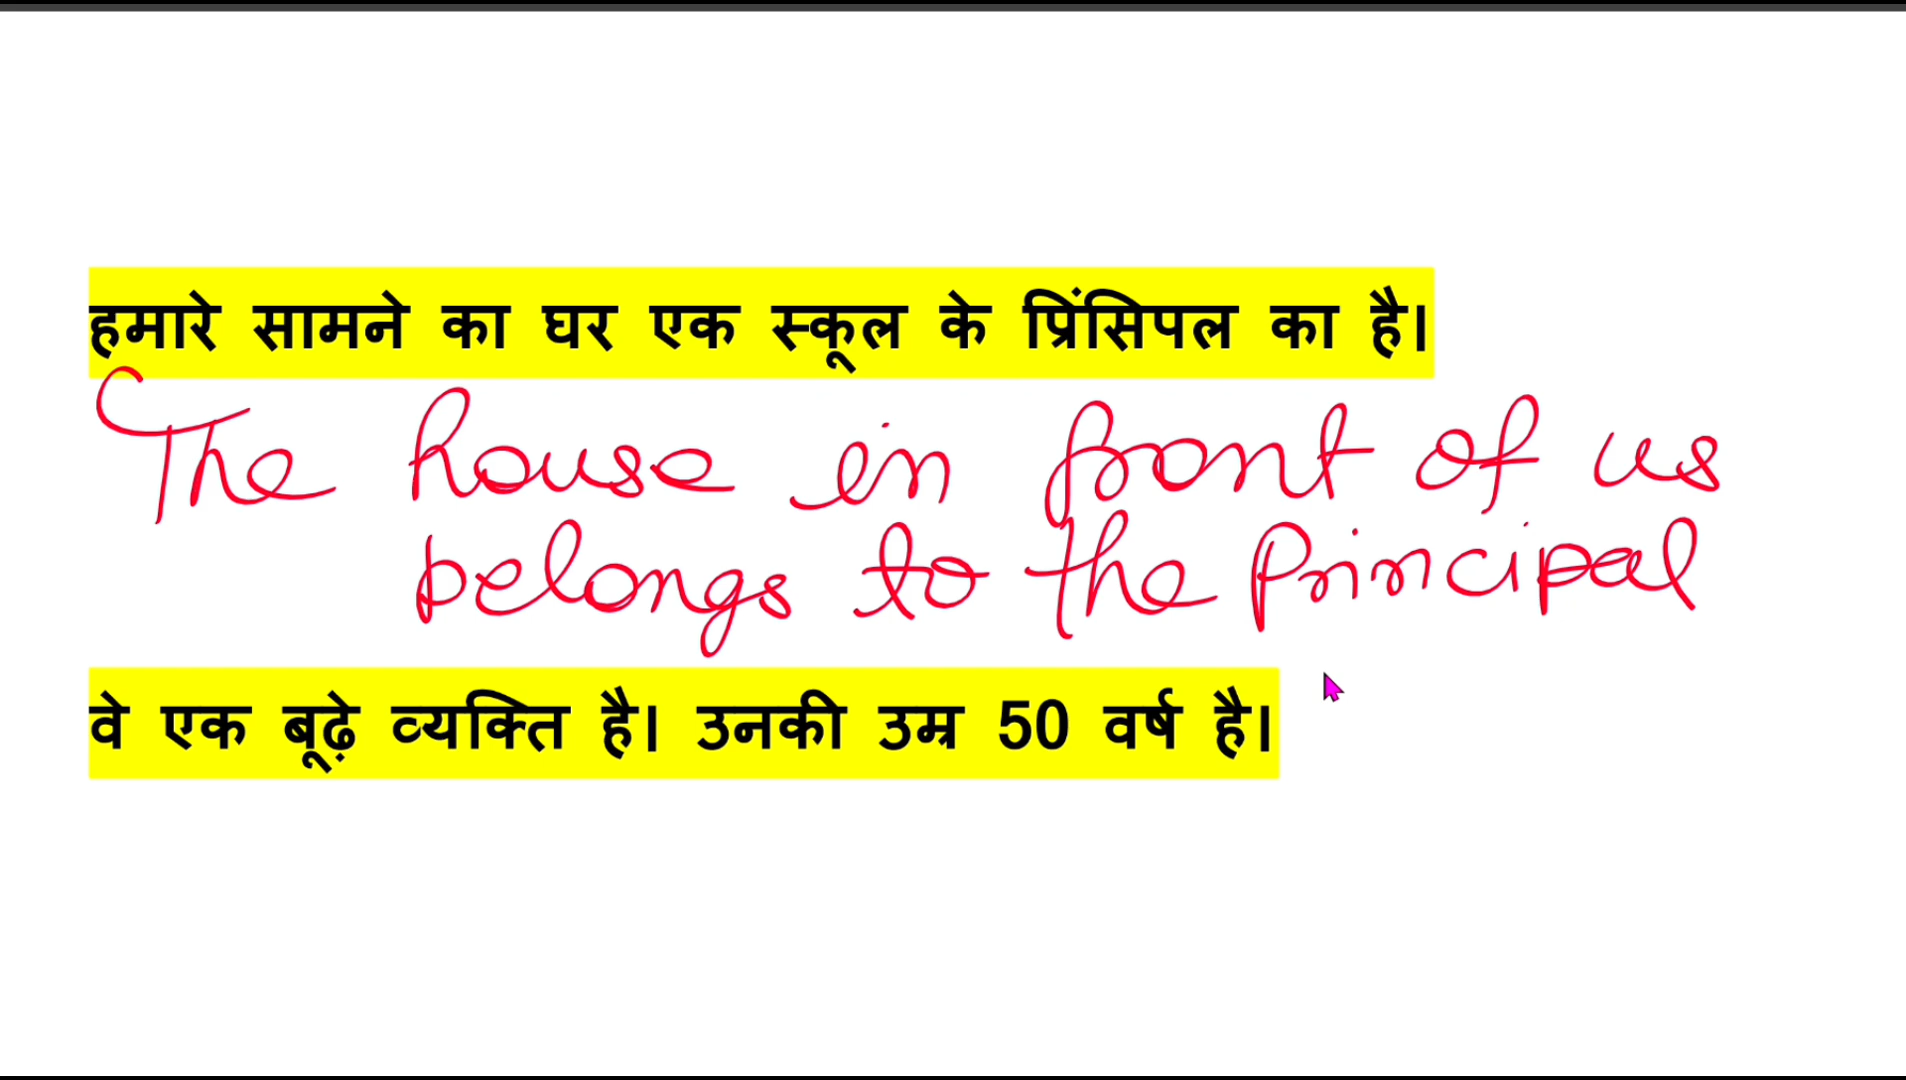 हमारे सामने का घर एक स्कूल के प्रिंसिपल का है।
The house in front of us
belongs to the Principal
वे एक बूढ़े व्यक्ति है। उनकी उम्र 50 वर्ष है।